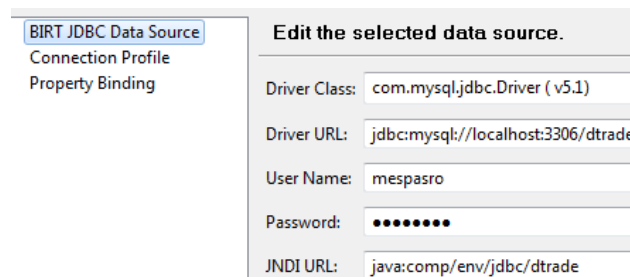 BIRT JDBC Data Source
Connection Profile
Property Binding
Edit the selected data source.
Driver Class: com.mysql.jdbc.Driver ( v5.1)
Driver URL: jdbc:mysql://localhost:3306/dtrade
User Name: mespasro
Password: ●●●●●●●●
JNDI URL: java:comp/env/jdbc/dtrade